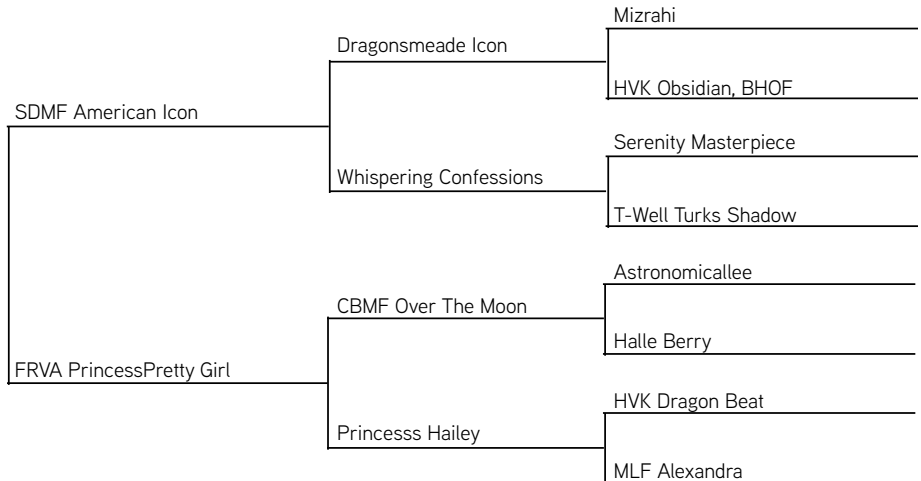 Mizrahi
Dragonsmeade Icon
HVK Obsidian, BHOF
SDMF American Icon
Serenity Masterpiece
Whispering Confessions
T-Well Turks Shadow
Astronomicallee
CBMF Over The Moon
Halle Berry
FRVA PrincessPretty Girl
HVK Dragon Beat
Princesss Hailey
MLF Alexandra